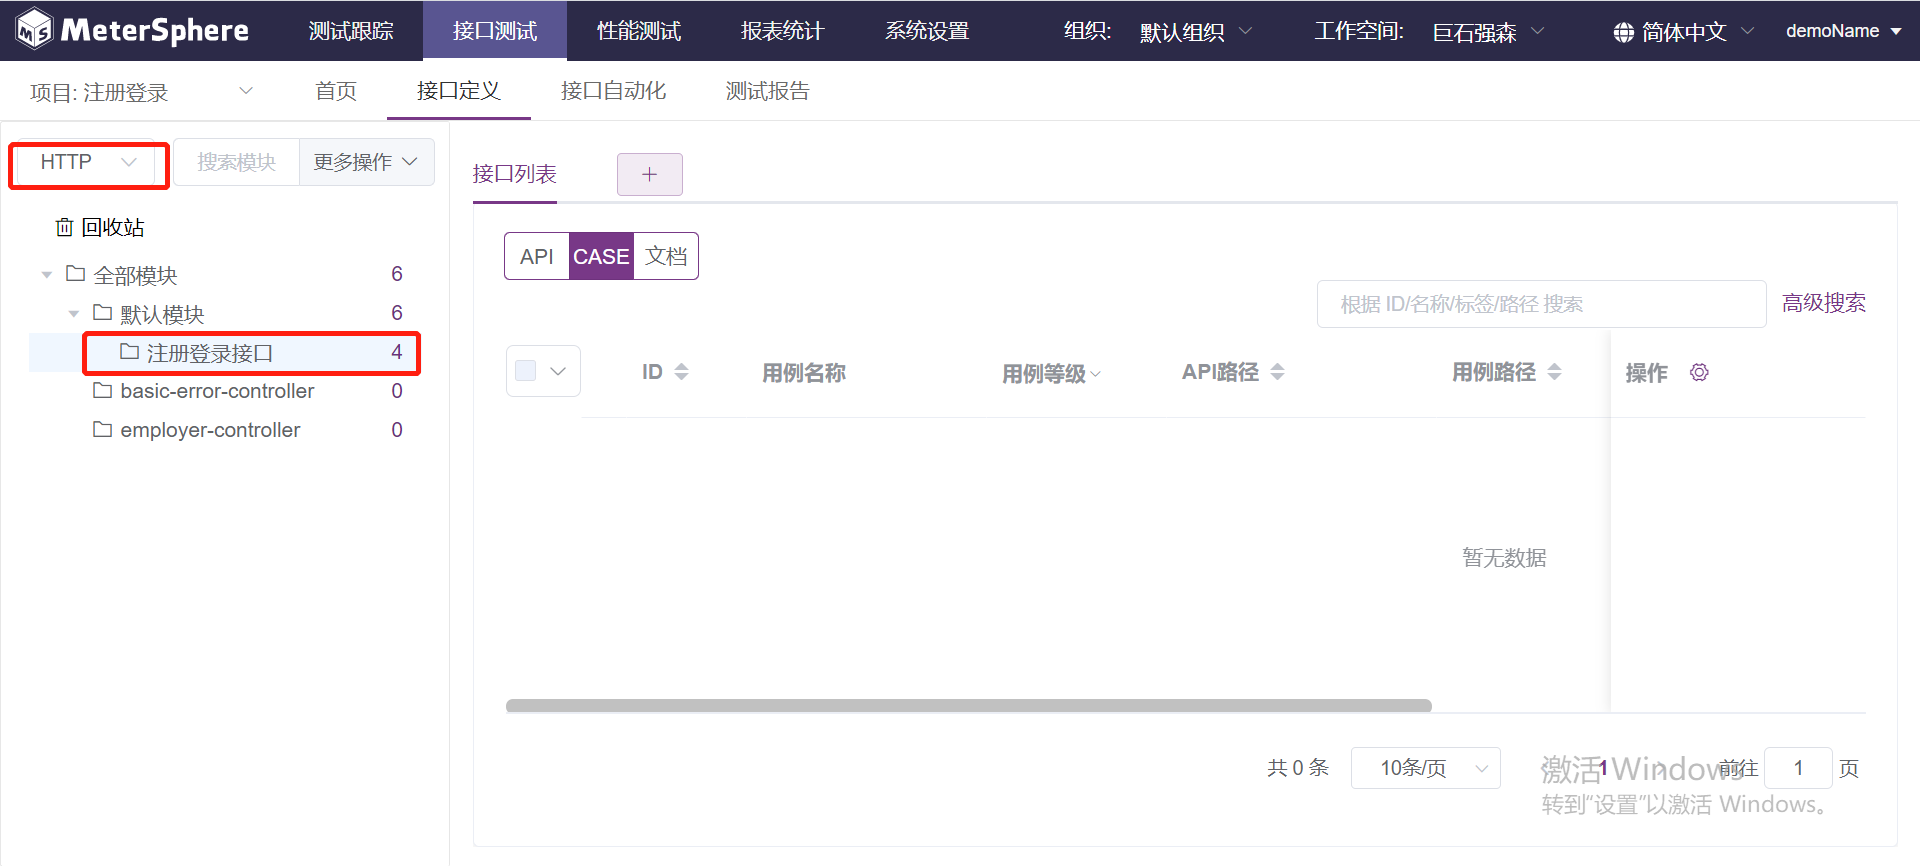 MS MeterSphere 测试跟踪 接口测试 性能测试 报表统计 系统设置 组织: 默认组织 工作空间: 巨石强森 简体中文 demoName
项目: 注册登录 首页 接口定义 接口自动化 测试报告
HTTP 搜索模块 更多操作
回收站
全部模块 6
默认模块 6
注册登录接口 4
basic-error-controller 0
employer-controller 0
接口列表 +
API CASE 文档
根据 ID/名称/标签/路径 搜索 高级搜索
ID 用例名称 用例等级 API路径 用例路径 操作
暂无数据
共 0 条 10条/页 1 前往 1 页
激活 Windows
转到“设置”以激活 Windows。